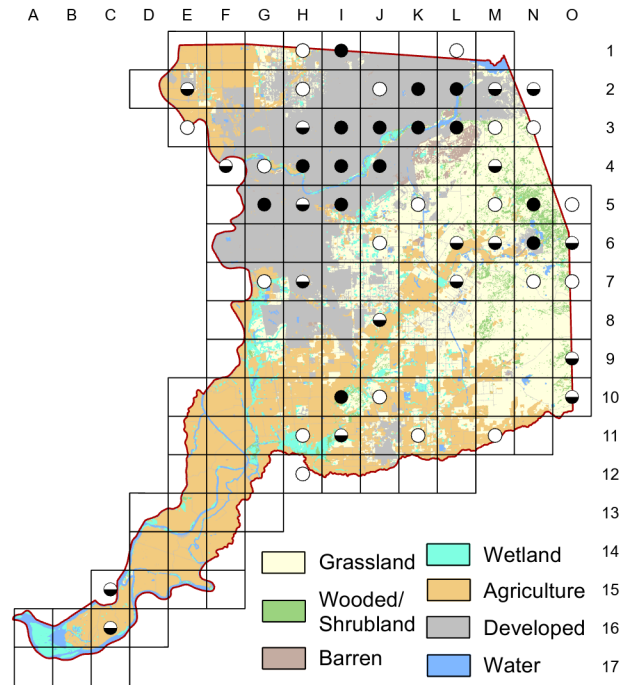 A B C D E F G H I J K L M N O
1
2
3
4
5
6
7
8
9
10
11
12
13
14
15
16
17
Grassland
Wooded/
Shrubland
Barren
Wetland
Agriculture
Developed
Water
A B C